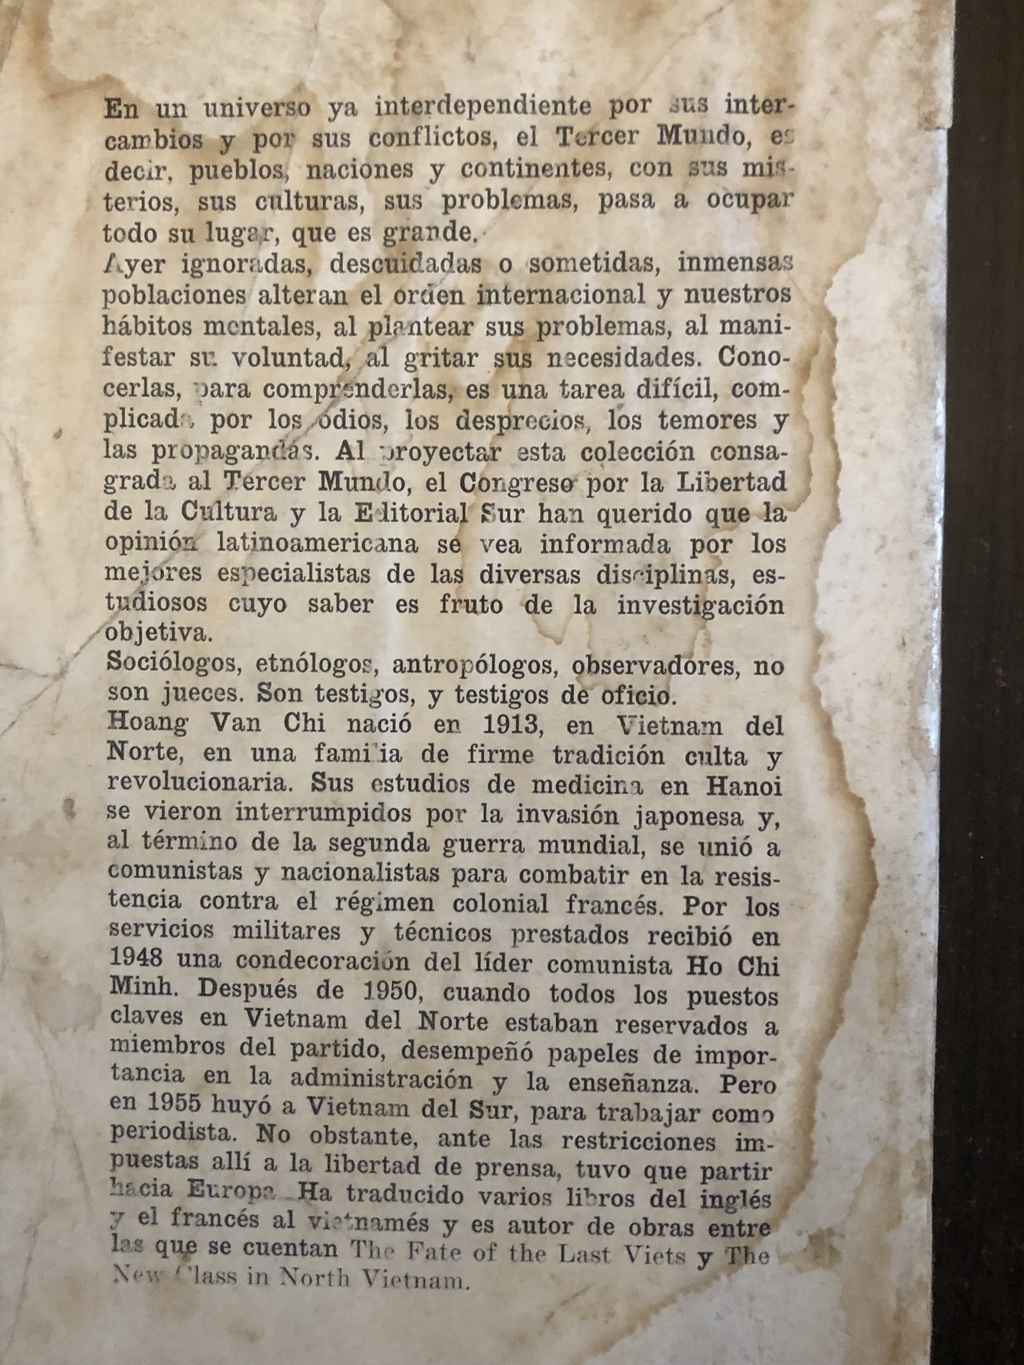 En un universo ya interdependiente por sus inter-
cambios y por sus conflictos, el Tercer Mundo, es
decir, pueblos, naciones y continentes, con sus mis-
terios, sus culturas, sus problemas, pasa a ocupar
todo su lugar, que es grande.
Ayer ignoradas, descuidadas o sometidas, inmensas
poblaciones alteran el orden internacional y nuestros
hábitos mentales, al plantear sus problemas, al mani-
festar su voluntad, al gritar sus necesidades. Cono-
cerlas, para comprenderlas, es una tarea difícil, com-
plicada por los odios, los desprecios, los temores y
las propagandas. Al proyectar esta colección consa-
grada al Tercer Mundo, el Congreso por la Libertad
de la Cultura y la Editorial Sur han querido que la
opinión latinoamericana se vea informada por los
mejores especialistas de las diversas disciplinas, es-
tudiosos cuyo saber es fruto de la investigación
objetiva.
Sociólogos, etnólogos, antropólogos, observadores, no
son jueces. Son testigos, y testigos de oficio.
Hoang Van Chi nació en 1913, en Vietnam del
Norte, en una familia de firme tradición culta y
revolucionaria. Sus estudios de medicina en Hanoi
se vieron interrumpidos por la invasión japonesa y,
al término de la segunda guerra mundial, se unió a
comunistas y nacionalistas para combatir en la resis-
tencia contra el régimen colonial francés. Por los
servicios militares y técnicos prestados recibió en
1948 una condecoración del líder comunista Ho Chi
Minh. Después de 1950, cuando todos los puestos
claves en Vietnam del Norte estaban reservados a
miembros del partido, desempeñó papeles de impor-
tancia en la administración y la enseñanza. Pero
en 1955 huyó a Vietnam del Sur, para trabajar como
periodista. No obstante, ante las restricciones im-
puestas allí a la libertad de prensa, tuvo que partir
hacia Europa. Ha traducido varios libros del inglés
y el francés al vietnamés y es autor de obras entre
las que se cuentan The Fate of the Last Viets y The
New Class in North Vietnam.